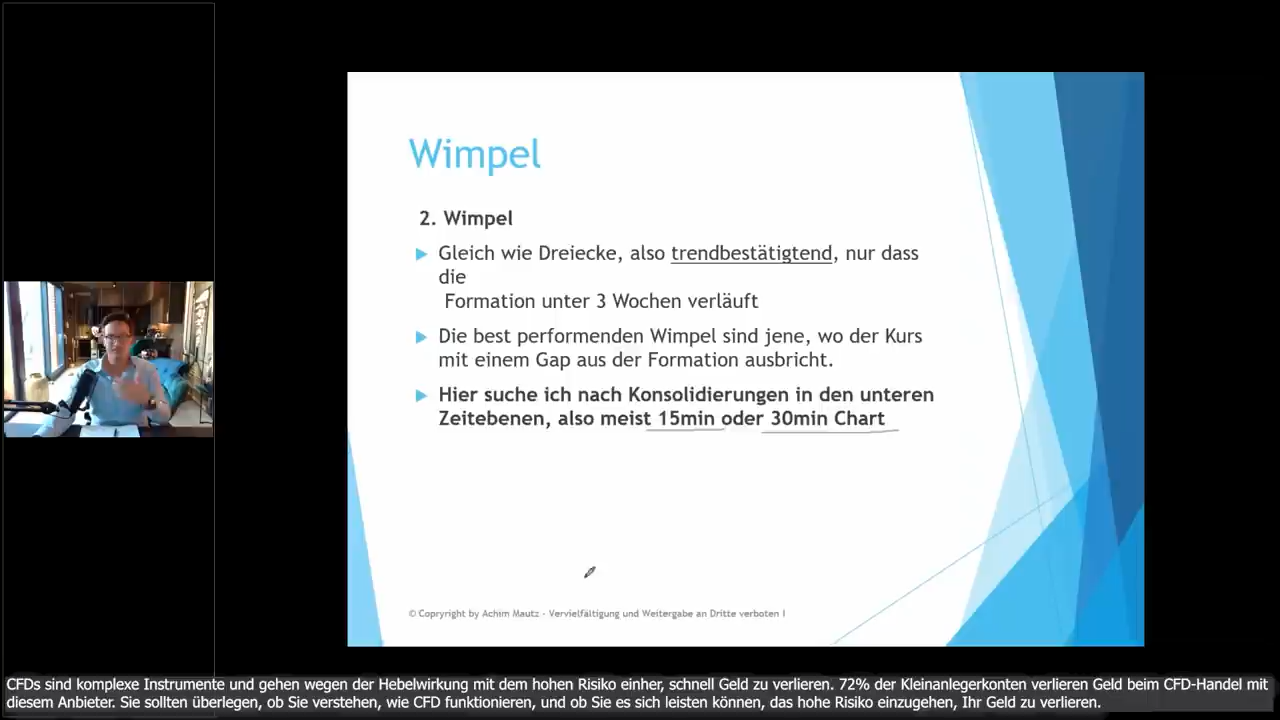 Wimpel
2. Wimpel
Gleich wie Dreiecke, also trendbestätigtend, nur dass
die
Formation unter 3 Wochen verläuft
Die best performenden Wimpel sind jene, wo der Kurs
mit einem Gap aus der Formation ausbricht.
Hier suche ich nach Konsolidierungen in den unteren
Zeitebenen, also meist 15min oder 30min Chart
© Copryright by Achim Mautz - Vervielfältigung und Weitergabe an Dritte verboten !
CFDs sind komplexe Instrumente und gehen wegen der Hebelwirkung mit dem hohen Risiko einher, schnell Geld zu verlieren. 72% der Kleinanlegerkonten verlieren Geld beim CFD-Handel mit
diesem Anbieter. Sie sollten überlegen, ob Sie verstehen, wie CFD funktionieren, und ob Sie es sich leisten können, das hohe Risiko einzugehen, Ihr Geld zu verlieren.